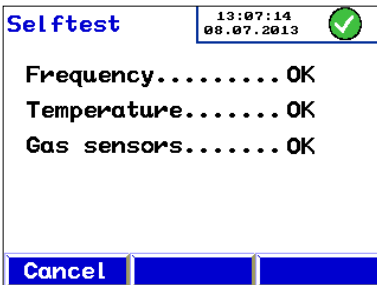 Selftest
13:07:14
08.07.2013
Frequency.........OK
Temperature.......OK
Gas sensors.......OK
Cancel